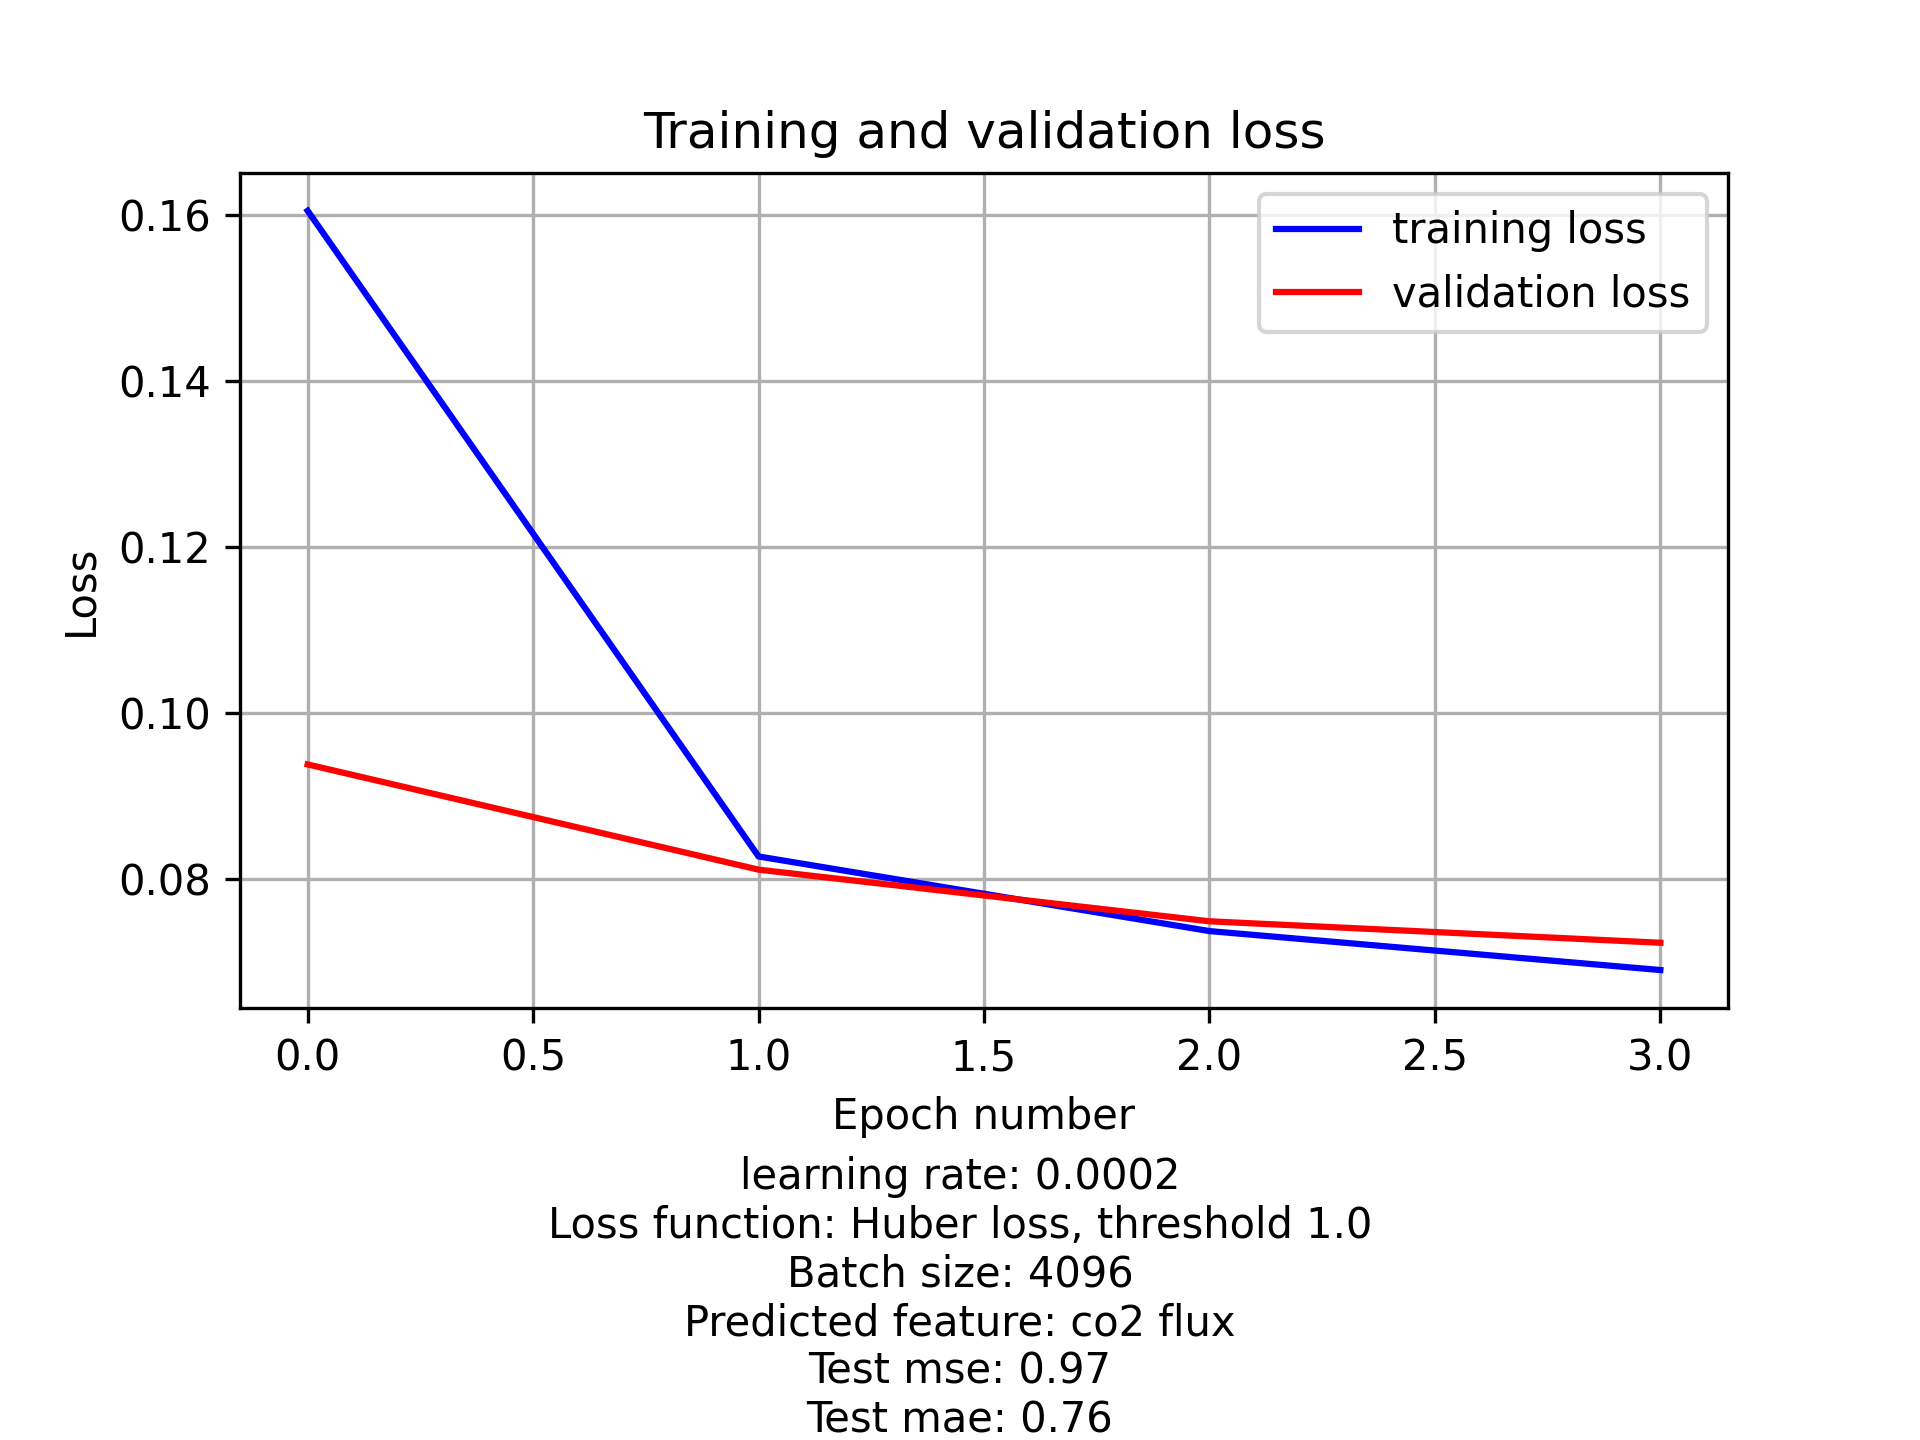 Training and validation loss
training loss
validation loss
0.16
0.14
0.12
0.10
0.08
Loss
0.0 0.5 1.0 1.5 2.0 2.5 3.0
Epoch number
learning rate: 0.0002
Loss function: Huber loss, threshold 1.0
Batch size: 4096
Predicted feature: co2 flux
Test mse: 0.97
Test mae: 0.76